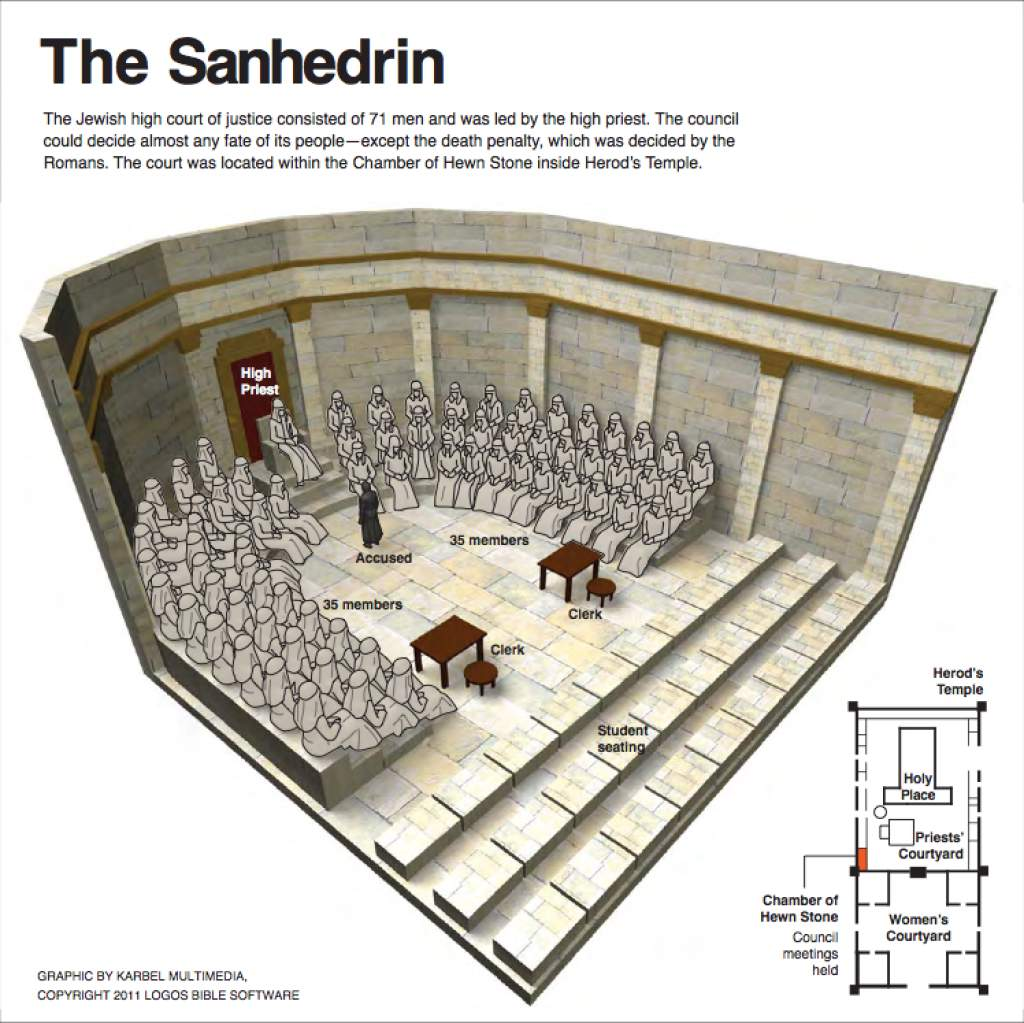 The Sanhedrin
The Jewish high court of justice consisted of 71 men and was led by the high priest. The council
could decide almost any fate of its people—except the death penalty, which was decided by the
Romans. The court was located within the Chamber of Hewn Stone inside Herod's Temple.
High
Priest
35 members
Accused
35 members
Clerk
Clerk
Student
seating
Herod's
Temple
Holy
Place
Priests'
Courtyard
Chamber of
Hewn Stone
Council
meetings
held
Women's
Courtyard
GRAPHIC BY KARBEL MULTIMEDIA,
COPYRIGHT 2011 LOGOS BIBLE SOFTWARE